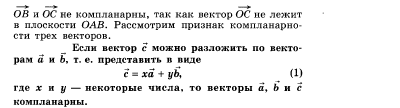 OB⃗ и OC⃗ не компланарны, так как вектор OC⃗ не лежит
в плоскости OAB. Рассмотрим признак компланарно-
сти трех векторов.
Если вектор c⃗ можно разложить по векто-
рам a⃗ и b⃗, т. е. представить в виде
c⃗ = xa⃗ + yb⃗, (1)
где x и y — некоторые числа, то векторы a⃗, b⃗ и c⃗
компланарны.